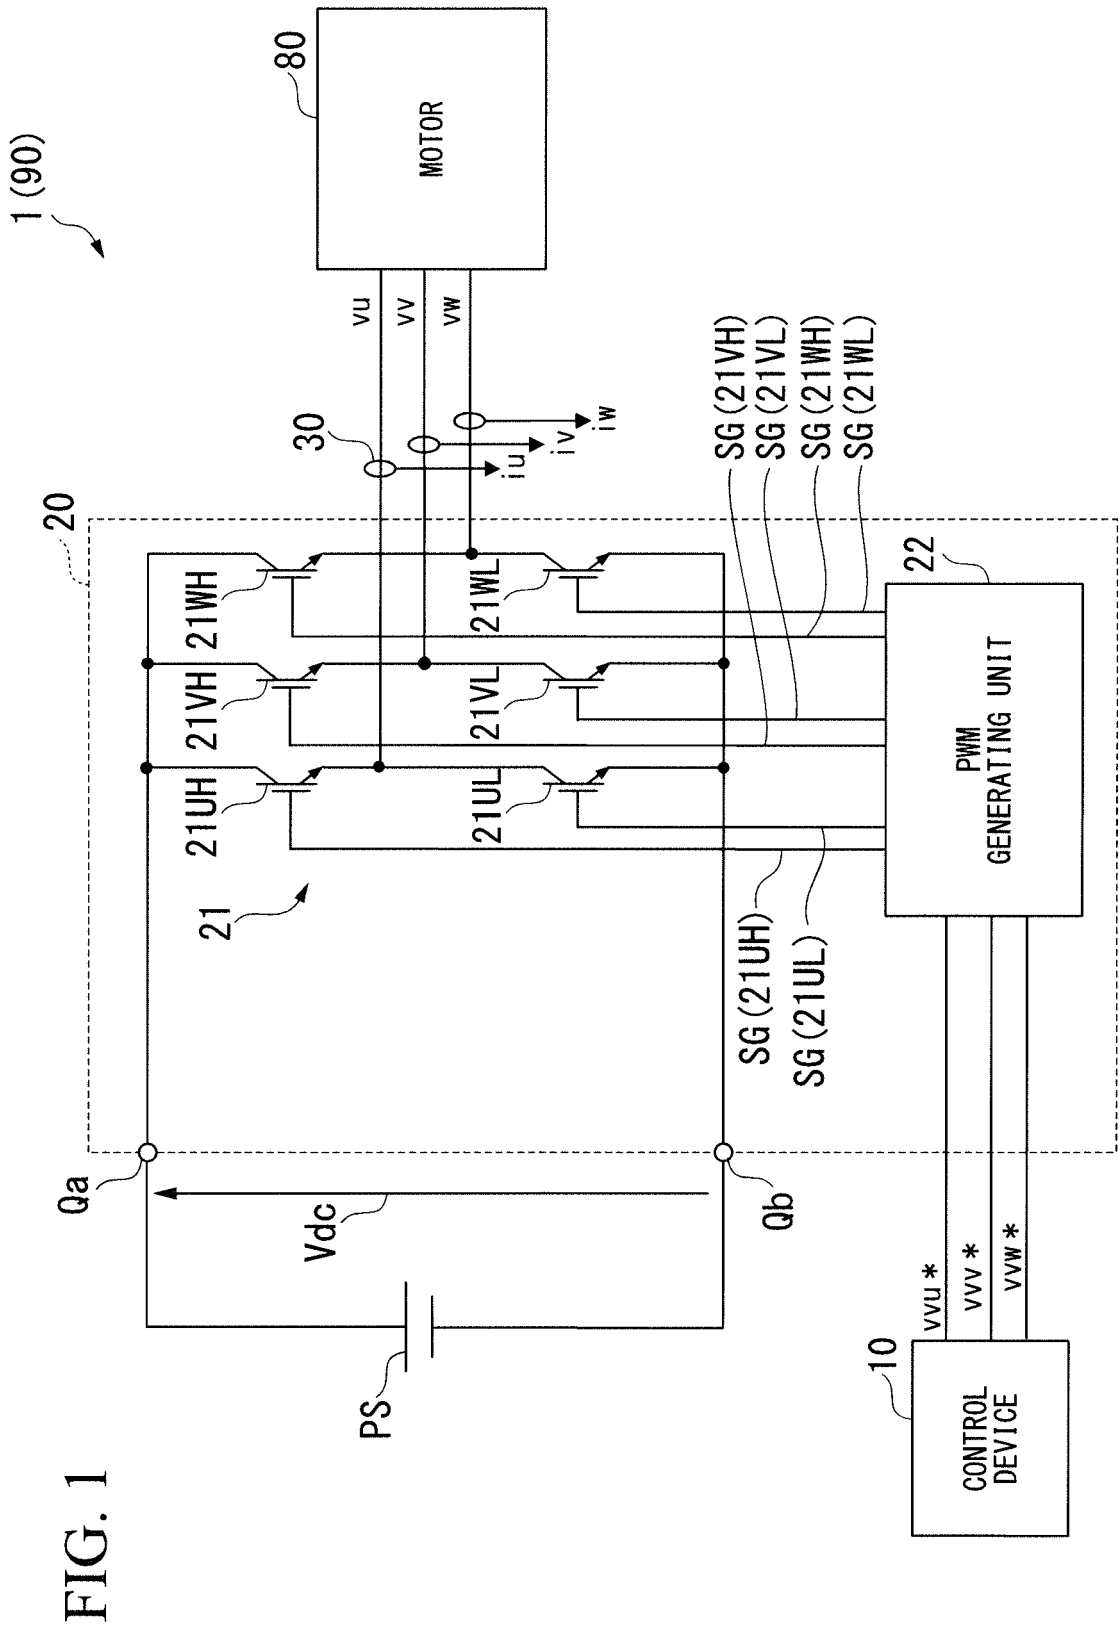 FIG. 1
1(90)
20
21
21UH
21VH
21WH
21UL
21VL
21WL
30
80
MOTOR
vu
vv
vw
iu
iv
iw
Qa
Qb
Vdc
PS
SG(21UH)
SG(21UL)
SG(21VH)
SG(21VL)
SG(21WH)
SG(21WL)
22
PWM
GENERATING UNIT
10
CONTROL
DEVICE
vvu*
vvv*
vvw*